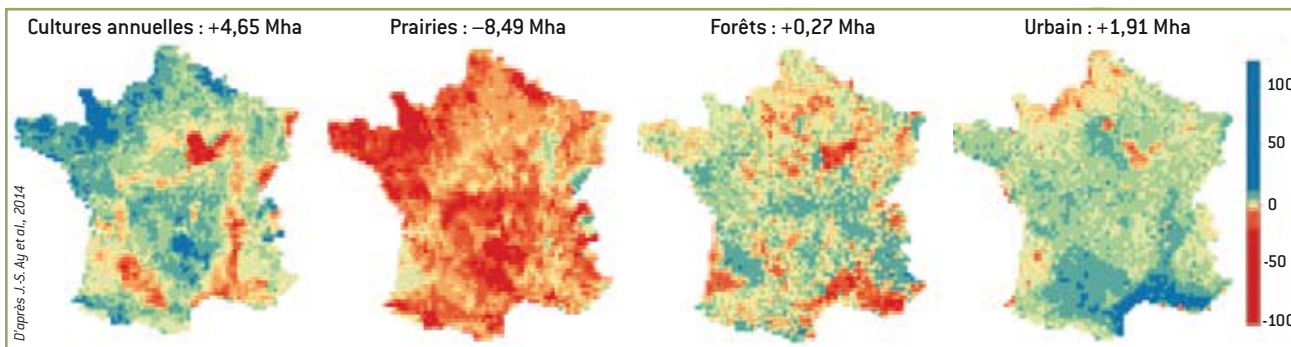 Cultures annuelles : +4,65 Mha
Prairies : –8,49 Mha
Forêts : +0,27 Mha
Urbain : +1,91 Mha
100
50
0
-50
-100
D'après J.-S. Ay et al., 2014